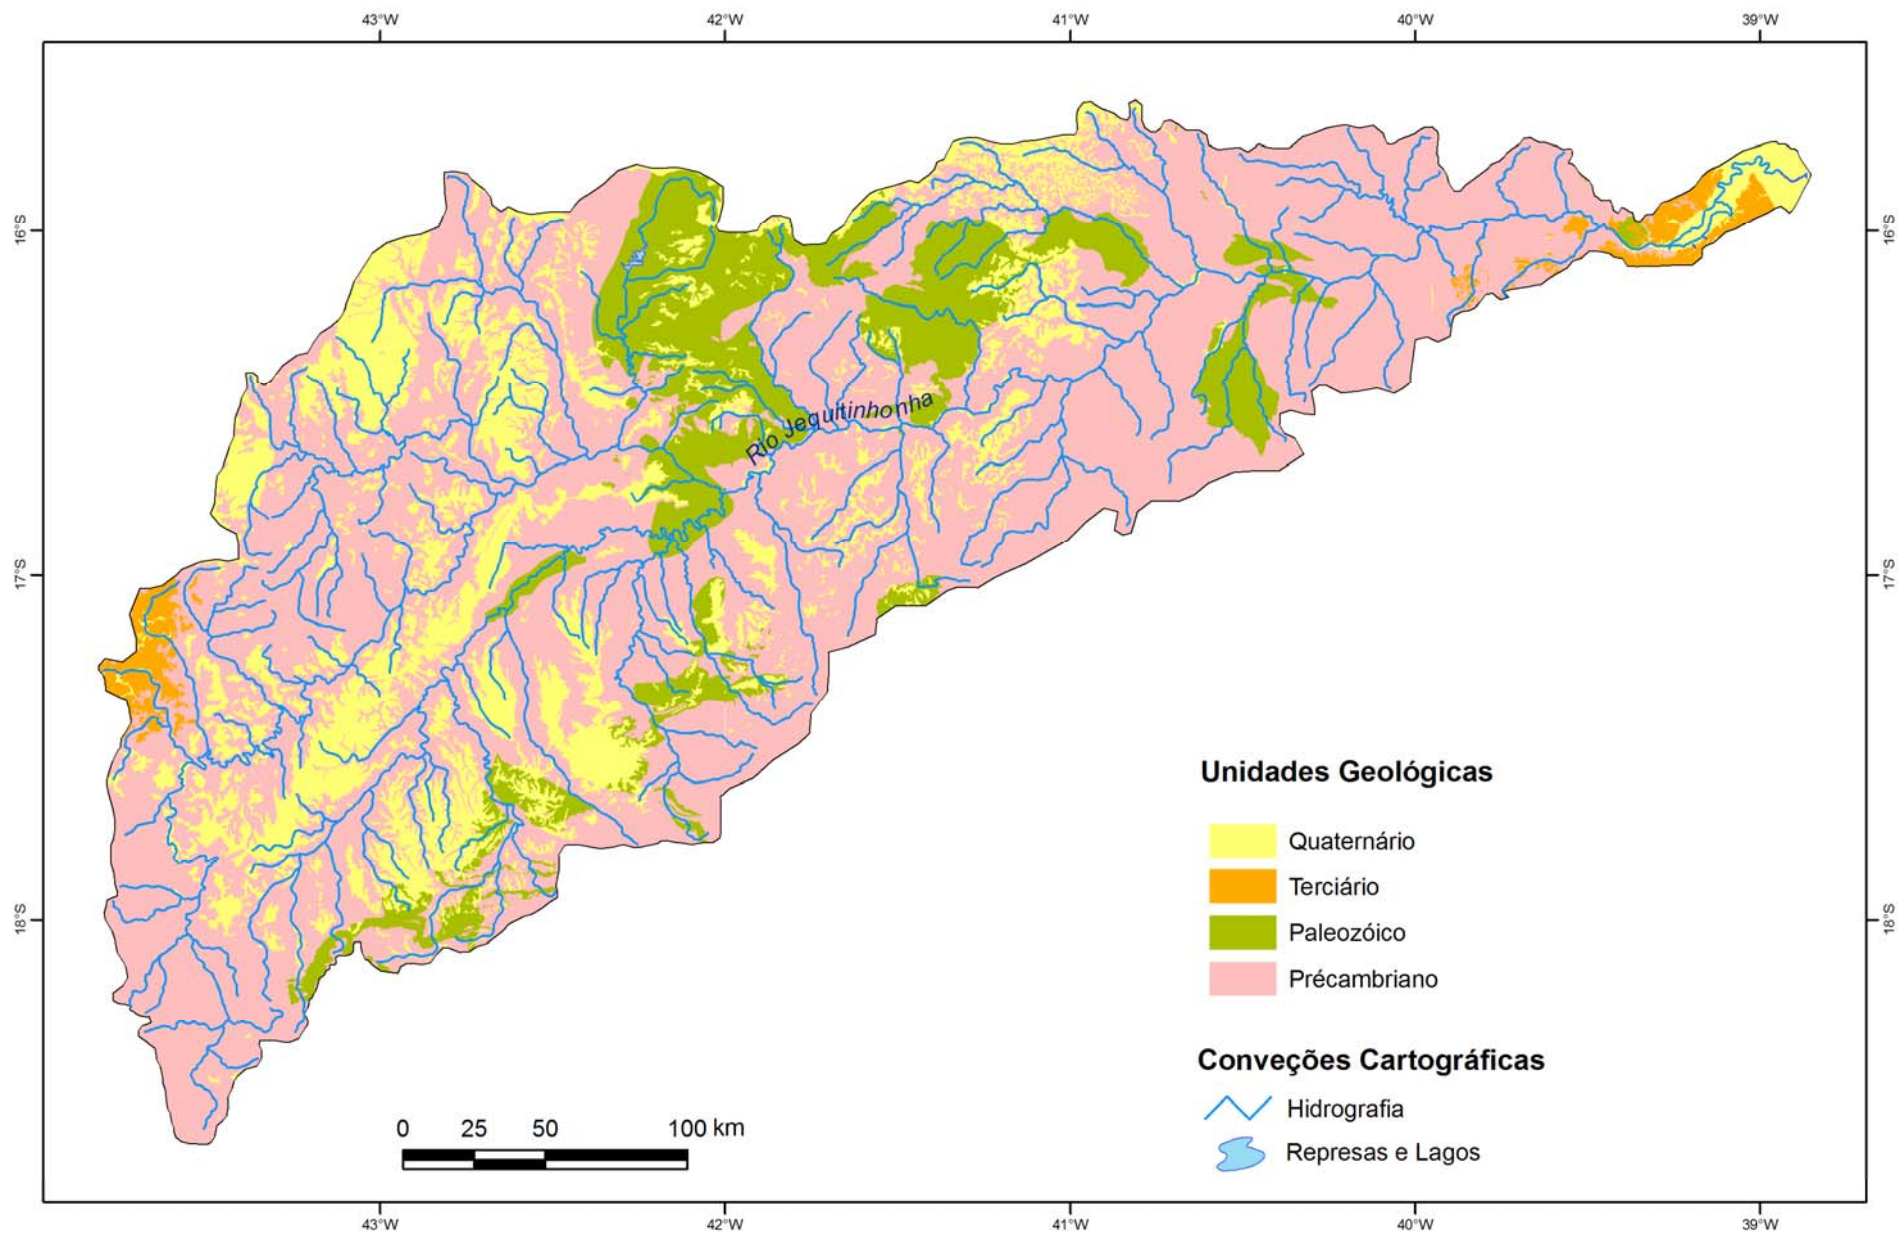 43°W 42°W 41°W 40°W 39°W
16°S 16°S
Rio Jequitinhonha
17°S 17°S
Unidades Geológicas
Quaternário
Terciário
18°S 18°S
Paleozóico
Précambriano
Conveções Cartográficas
Hidrografia
0 25 50 100 km
Represas e Lagos
43°W 42°W 41°W 40°W 39°W